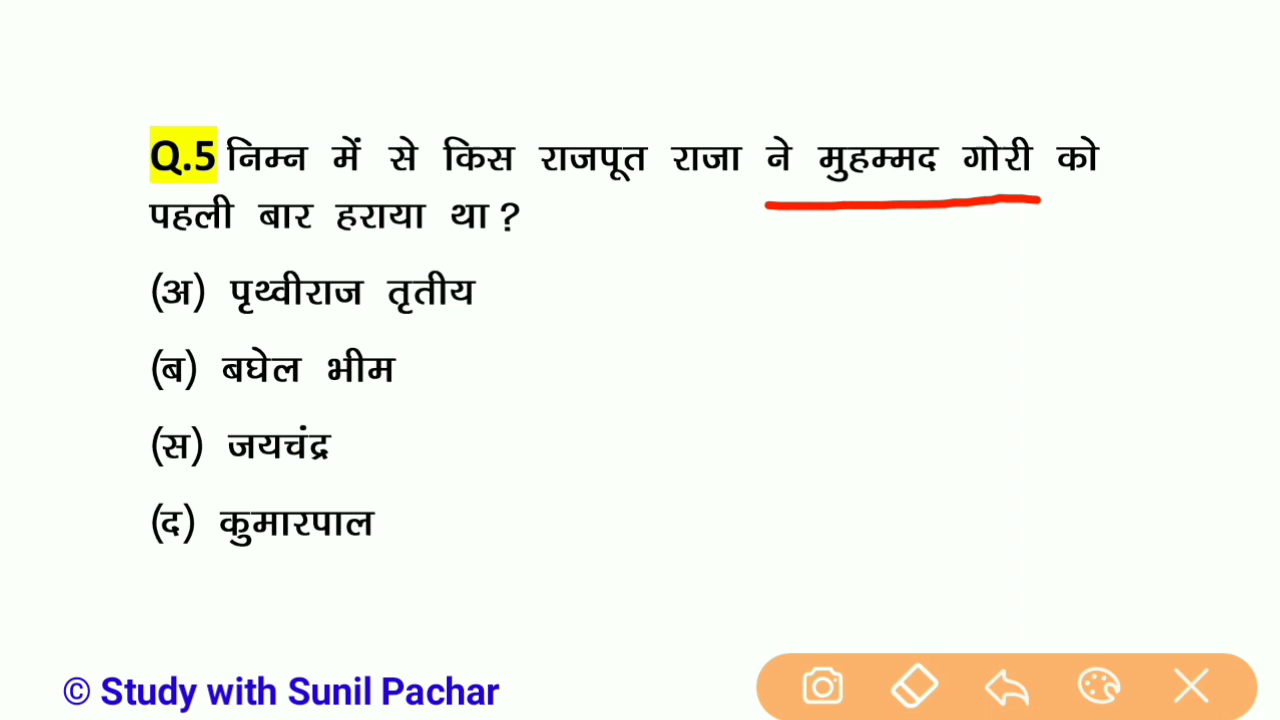 Q.5 निम्न में से किस राजपूत राजा ने मुहम्मद गोरी को
पहली बार हराया था ?
(अ) पृथ्वीराज तृतीय
(ब) बघेल भीम
(स) जयचंद्र
(द) कुमारपाल
© Study with Sunil Pachar